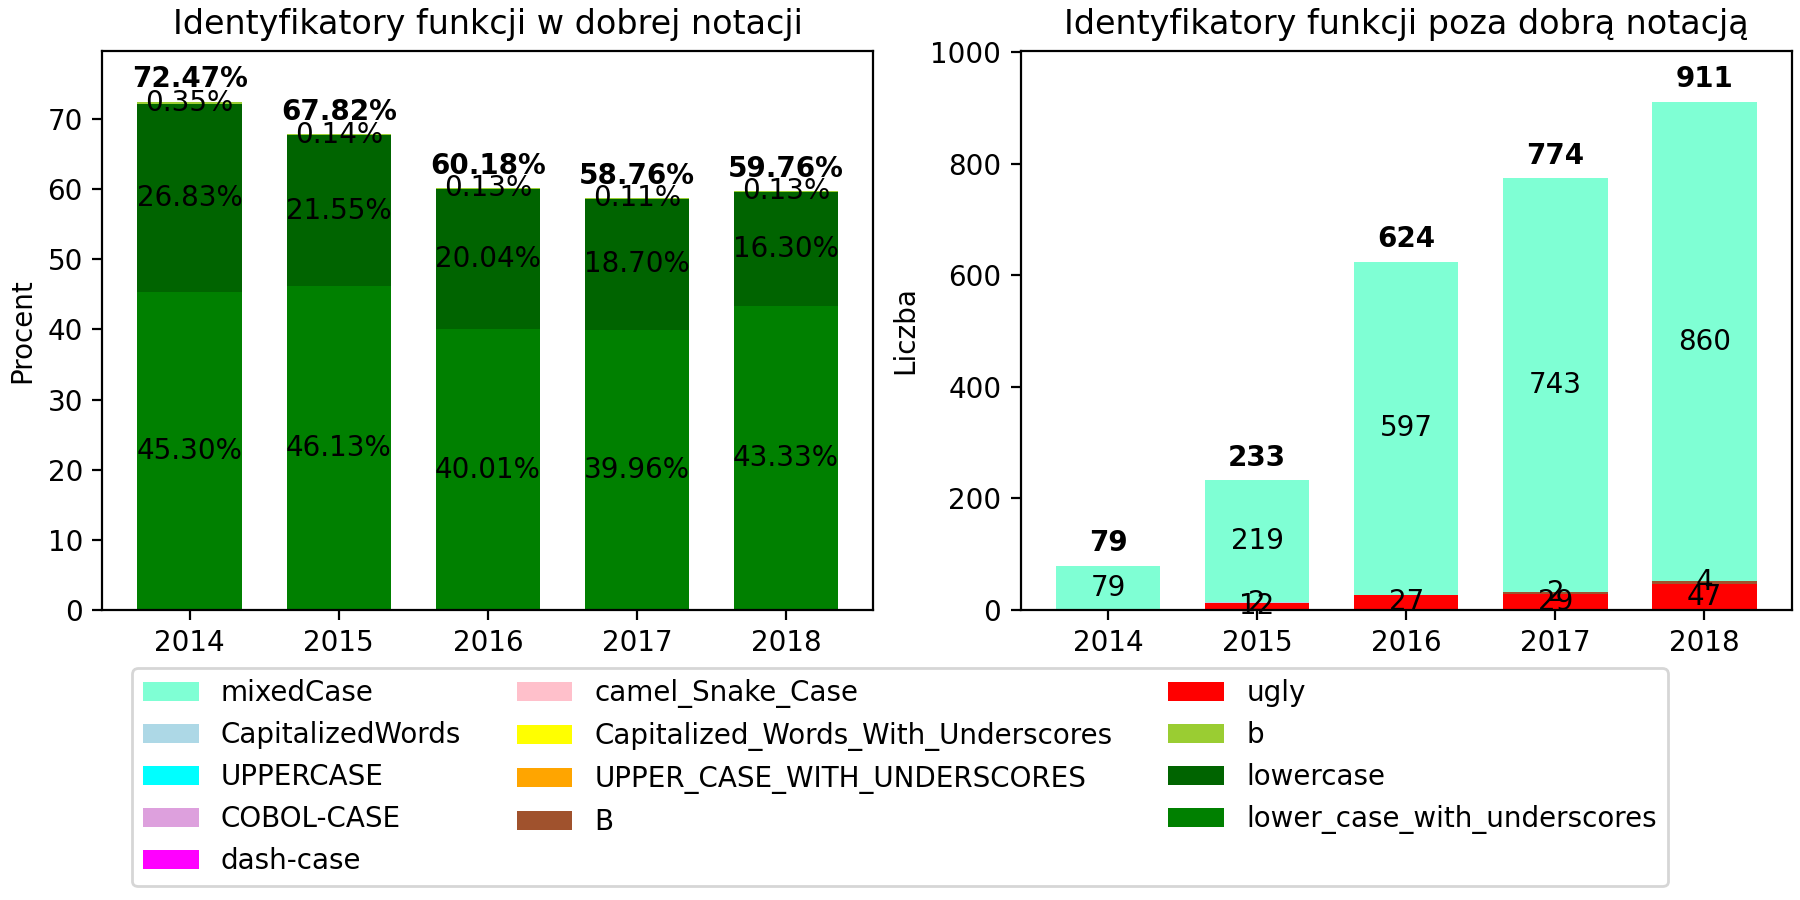 Identyfikatory funkcji w dobrej notacji
Procent
70
60
50
40
30
20
10
0
72.47%
0.35%
26.83%
45.30%
67.82%
0.14%
21.55%
46.13%
60.18%
0.13%
20.04%
40.01%
58.76%
0.11%
18.70%
39.96%
59.76%
0.13%
16.30%
43.33%
2014 2015 2016 2017 2018
Identyfikatory funkcji poza dobrą notacją
Liczba
1000
800
600
400
200
0
79
79
233
219
2
12
624
597
27
774
743
2
29
911
860
4
47
2014 2015 2016 2017 2018
mixedCase
CapitalizedWords
UPPERCASE
COBOL-CASE
dash-case
camel_Snake_Case
Capitalized_Words_With_Underscores
UPPER_CASE_WITH_UNDERSCORES
B
ugly
b
lowercase
lower_case_with_underscores